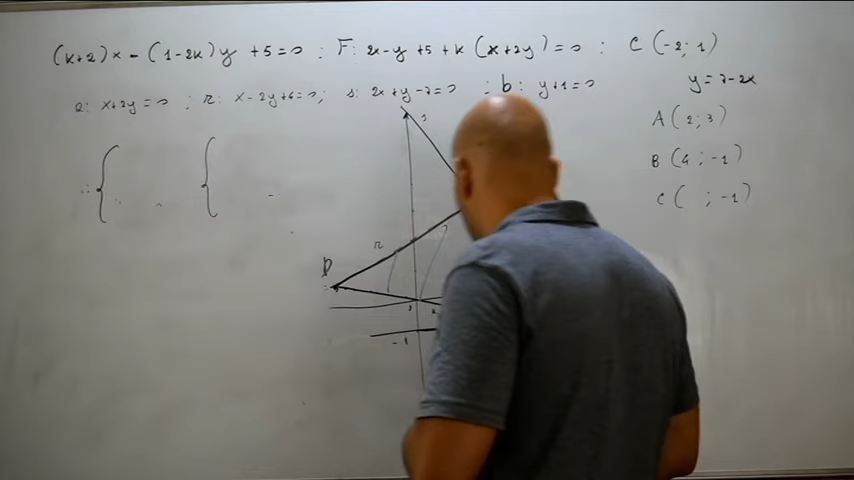 (k+2)x - (1-2k)y +5=0 : F: 2x-y+5+k(x+2y)=0 : C(-2;1)
a: x+2y=0 ; r: x-2y+6=0; s: 2x+y-7=0 ; b: y+1=0
y=7-2x
A(2;3)
B(4;-1)
C( ;-1)
r
-1